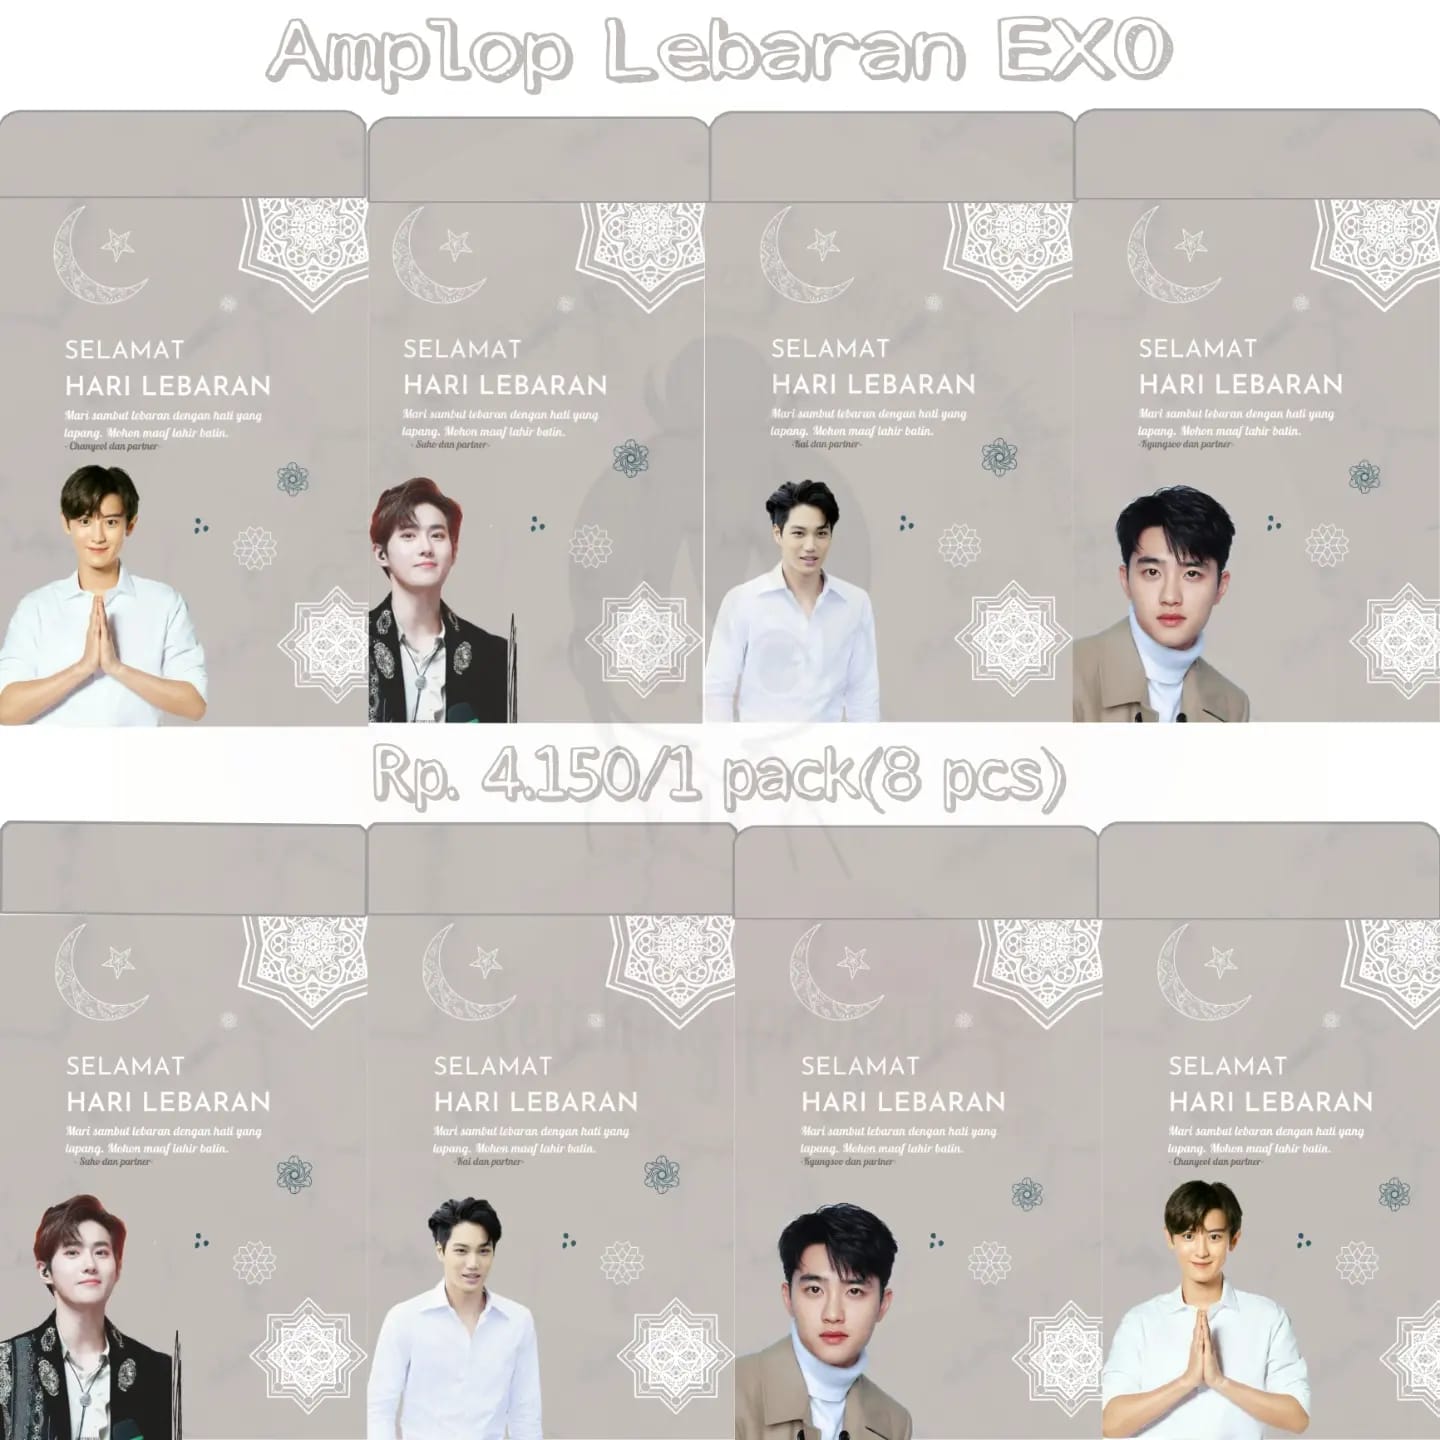 Amplop Lebaran EXO
SELAMAT
HARI LEBARAN
Mari sambut lebaran dengan hati yang
lapang. Mohon maaf lahir batin.
- Chanyeol dan partner-
SELAMAT
HARI LEBARAN
Mari sambut lebaran dengan hati yang
lapang. Mohon maaf lahir batin.
- Suho dan partner-
SELAMAT
HARI LEBARAN
Mari sambut lebaran dengan hati yang
lapang. Mohon maaf lahir batin.
-Kai dan partner-
SELAMAT
HARI LEBARAN
Mari sambut lebaran dengan hati yang
lapang. Mohon maaf lahir batin.
-Kyungsoo dan partner-
Rp. 4.150/1 pack(8 pcs)
SELAMAT
HARI LEBARAN
Mari sambut lebaran dengan hati yang
lapang. Mohon maaf lahir batin.
- Suho dan partner-
SELAMAT
HARI LEBARAN
Mari sambut lebaran dengan hati yang
lapang. Mohon maaf lahir batin.
-Kai dan partner-
SELAMAT
HARI LEBARAN
Mari sambut lebaran dengan hati yang
lapang. Mohon maaf lahir batin.
-Kyungsoo dan partner-
SELAMAT
HARI LEBARAN
Mari sambut lebaran dengan hati yang
lapang. Mohon maaf lahir batin.
- Chanyeol dan partner-